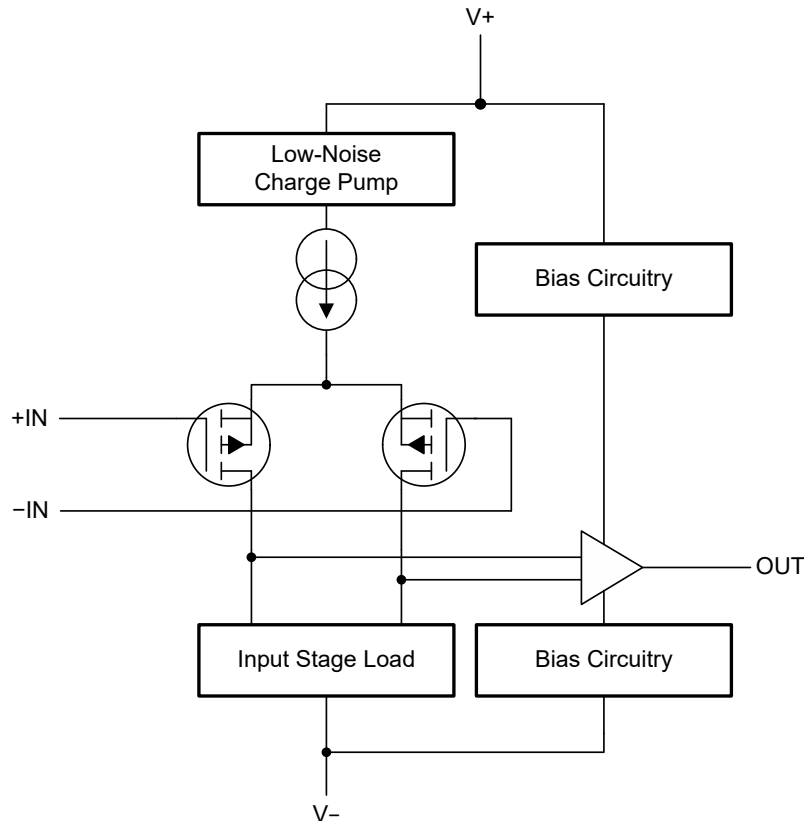 V+
Low-Noise
Charge Pump
Bias Circuitry
+IN
−IN
OUT
Input Stage Load
Bias Circuitry
V−